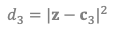 d₃ = |z − c₃|²